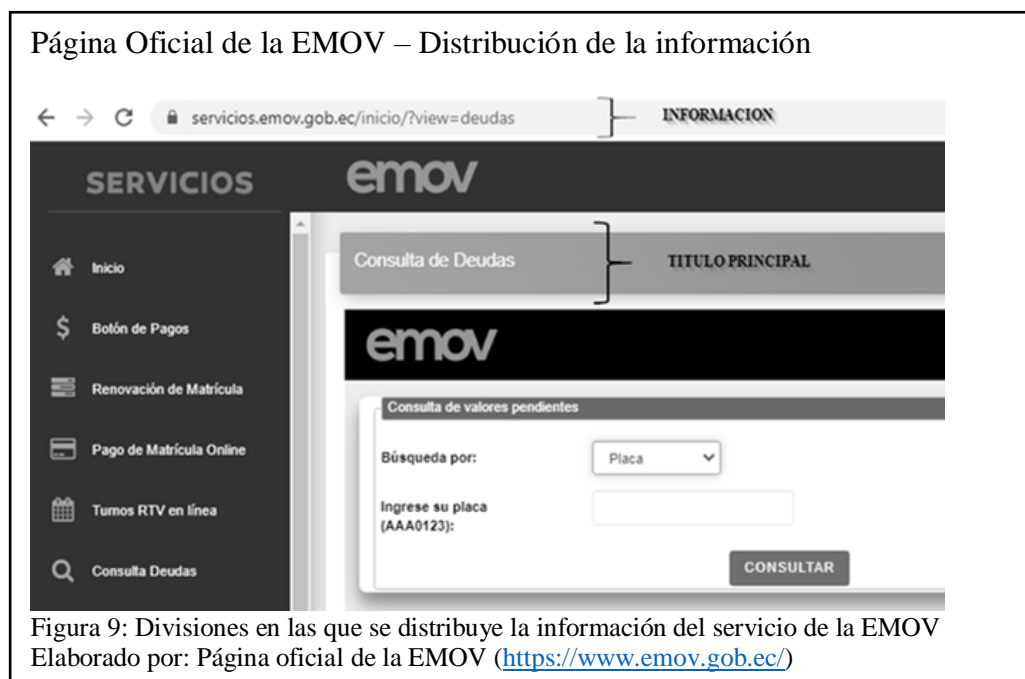 Página Oficial de la EMOV – Distribución de la información
servicios.emov.gob.ec/inicio/?view=deudas
INFORMACION
SERVICIOS
emov
Consulta de Deudas
TITULO PRINCIPAL
Inicio
Botón de Pagos
Renovación de Matrícula
Pago de Matrícula Online
Turnos RTV en línea
Consulta Deudas
emov
Consulta de valores pendientes
Búsqueda por:
Placa
Ingrese su placa
(AAA0123):
CONSULTAR
Figura 9: Divisiones en las que se distribuye la información del servicio de la EMOV
Elaborado por: Página oficial de la EMOV (https://www.emov.gob.ec/)